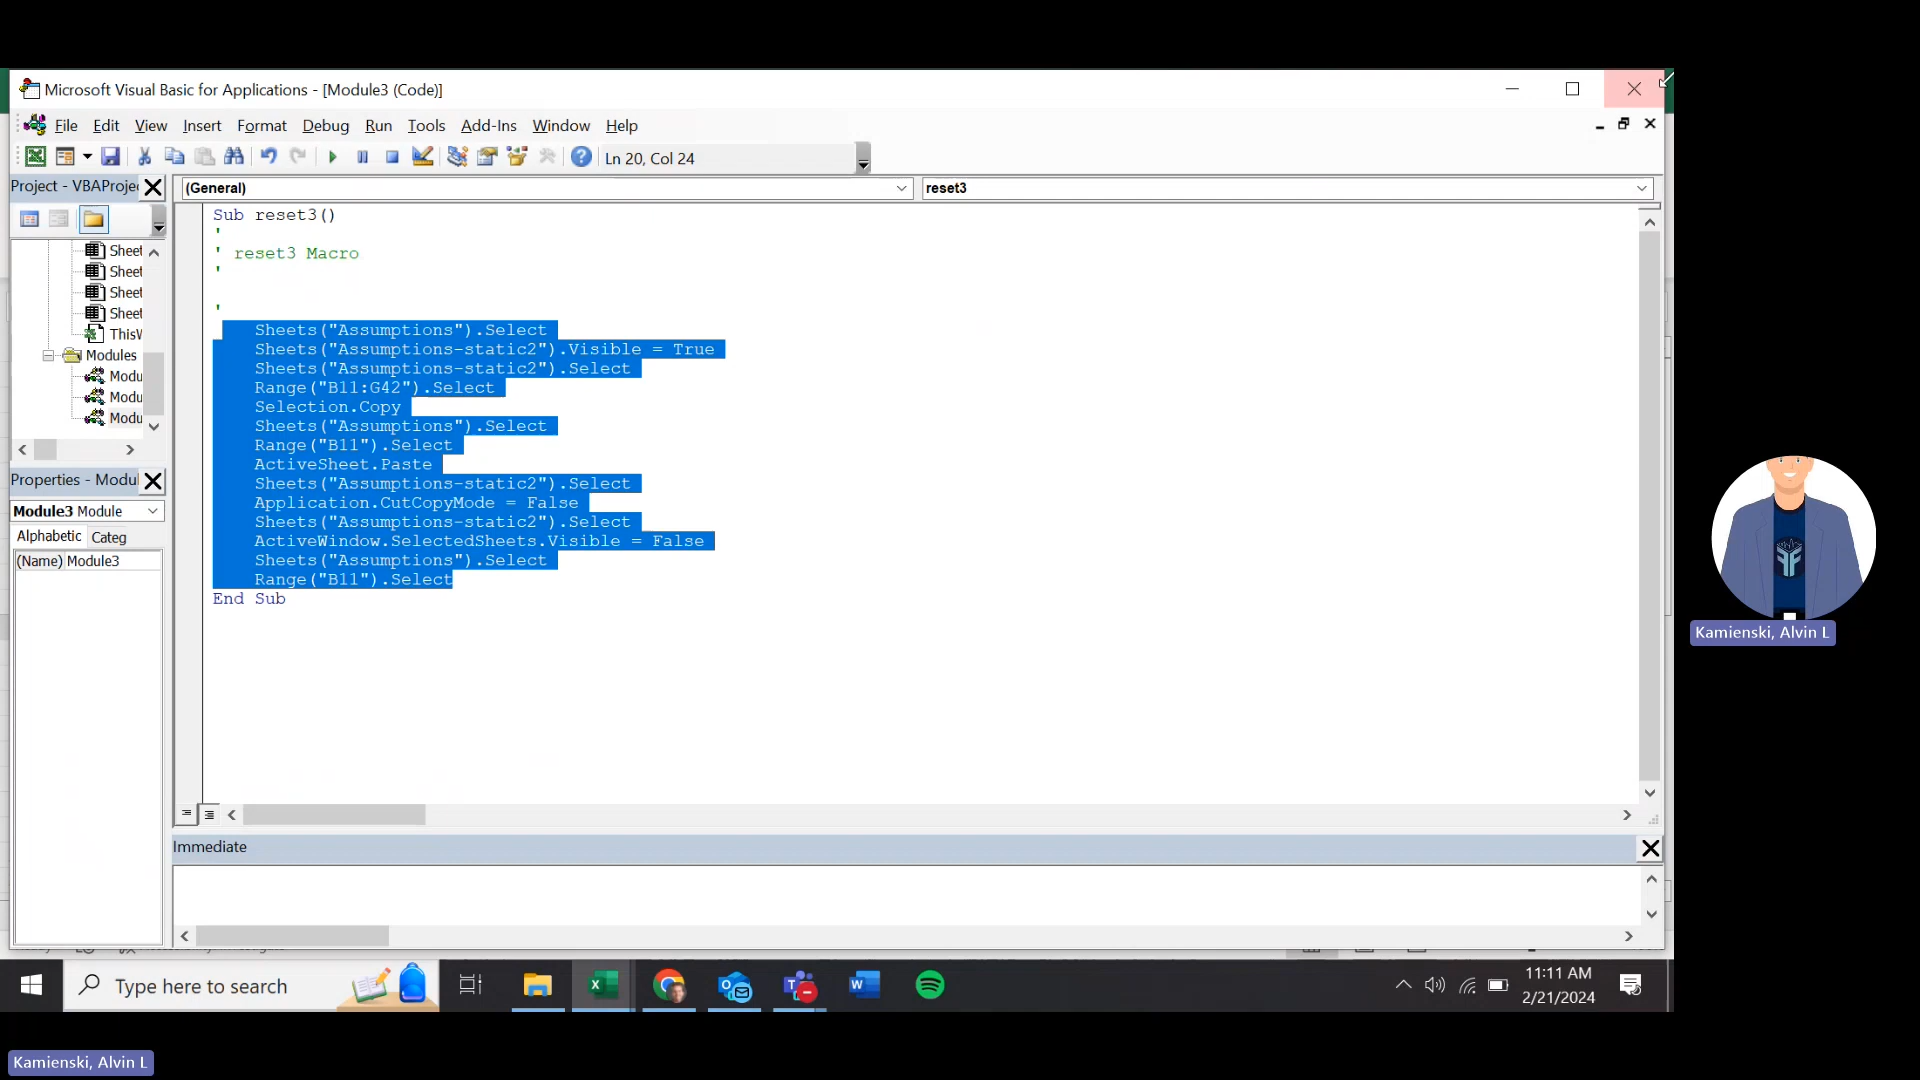 Microsoft Visual Basic for Applications - [Module3 (Code)]
File Edit View Insert Format Debug Run Tools Add-Ins Window Help
Ln 20, Col 24
Project - VBAProje
(General)
reset3
Sheet
Sheet
Sheet
Sheet
ThisW
Modules
Modu
Modu
Modu
Properties - Modul
Module3 Module
Alphabetic Categ
(Name) Module3
Sub reset3()
'
' reset3 Macro
'
'
Sheets("Assumptions").Select
Sheets("Assumptions-static2").Visible = True
Sheets("Assumptions-static2").Select
Range("B11:G42").Select
Selection.Copy
Sheets("Assumptions").Select
Range("B11").Select
ActiveSheet.Paste
Sheets("Assumptions-static2").Select
Application.CutCopyMode = False
Sheets("Assumptions-static2").Select
ActiveWindow.SelectedSheets.Visible = False
Sheets("Assumptions").Select
Range("B11").Select
End Sub
Immediate
Type here to search
11:11 AM
2/21/2024
Kamienski, Alvin L
Kamienski, Alvin L